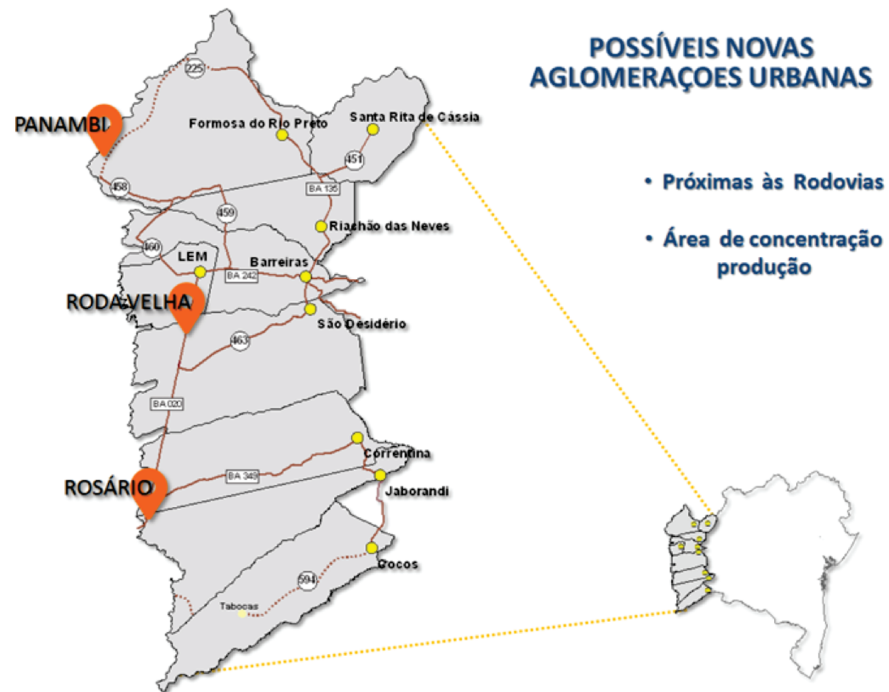 POSSÍVEIS NOVAS
AGLOMERAÇOES URBANAS
• Próximas às Rodovias
• Área de concentração
produção
225
PANAMBI
Formosa do Rio Preto
Santa Rita de Cássia
451
458
BA 135
459
Riachão das Neves
460
LEM
Barreiras
BA 242
RODA VELHA
São Desidério
463
BA 020
Correntina
BA 349
ROSÁRIO
Jaborandi
Cocos
594
Tabocas